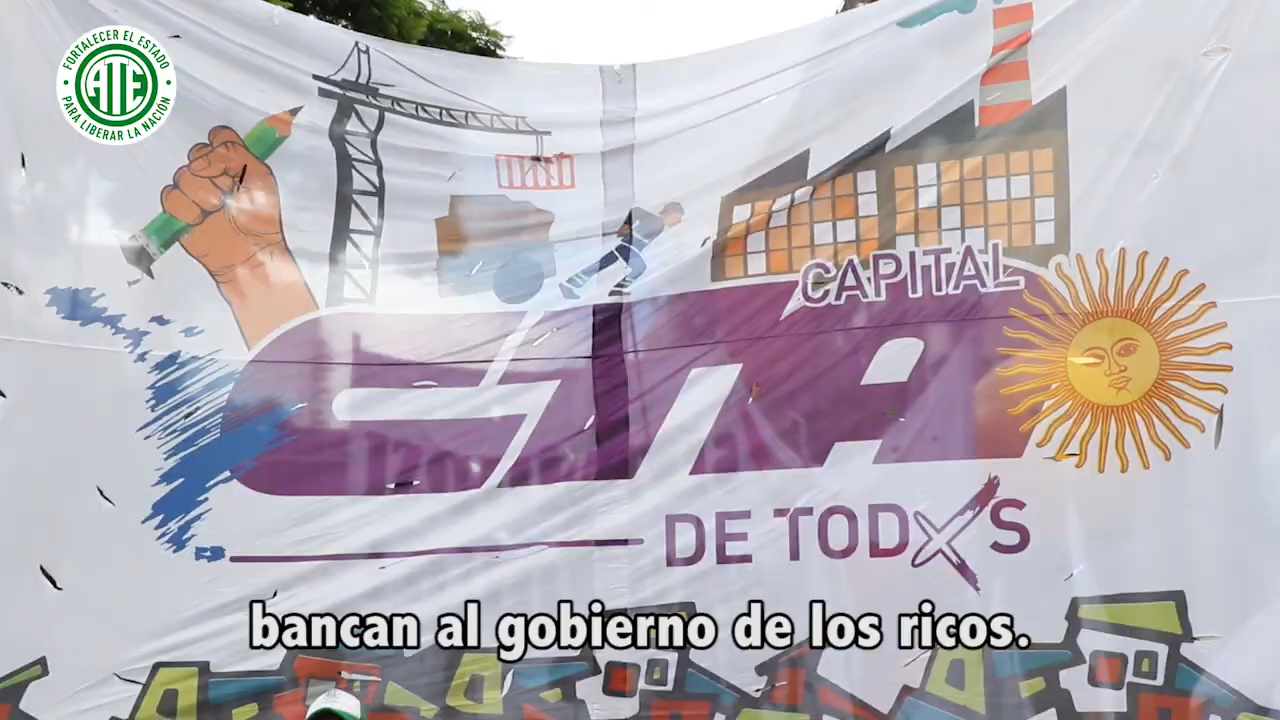 FORTALECER EL ESTADO
ATE
PARA LIBERAR LA NACIÓN
CAPITAL
CTA
DE TODXS
bancan al gobierno de los ricos.